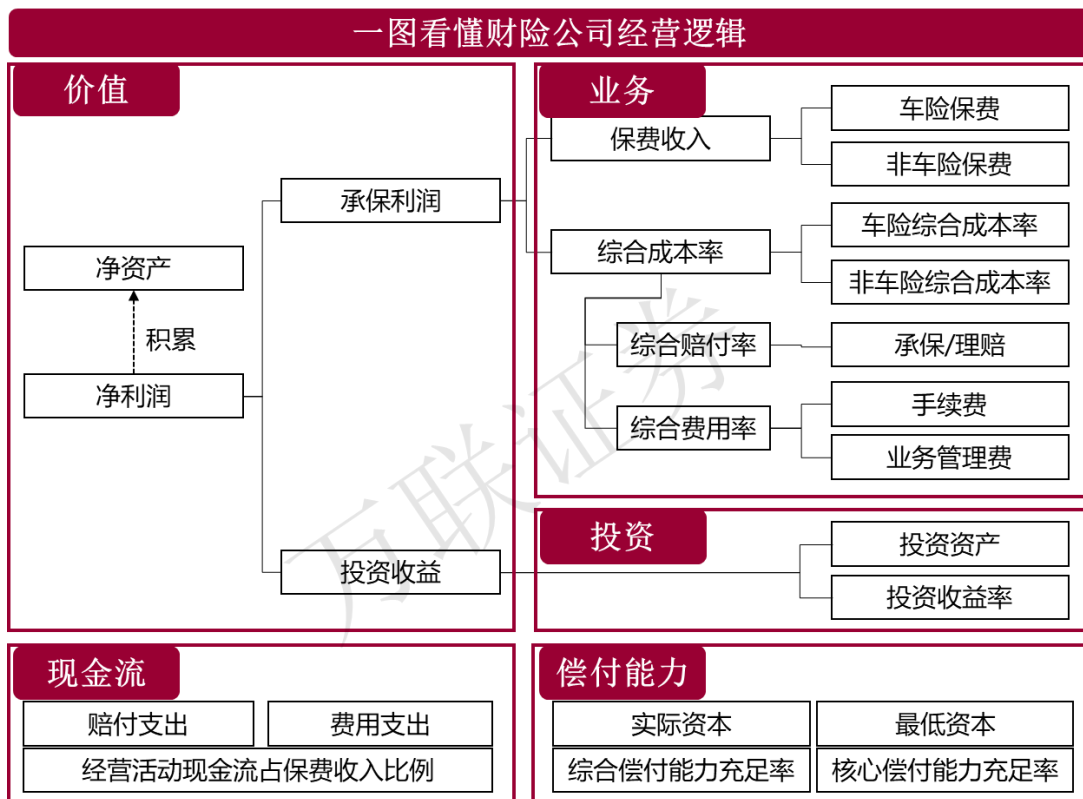 一图看懂财险公司经营逻辑
价值
净资产
积累
净利润
承保利润
投资收益
业务
保费收入
车险保费
非车险保费
综合成本率
车险综合成本率
非车险综合成本率
综合赔付率
承保/理赔
综合费用率
手续费
业务管理费
投资
投资资产
投资收益率
现金流
赔付支出
费用支出
经营活动现金流占保费收入比例
偿付能力
实际资本
最低资本
综合偿付能力充足率
核心偿付能力充足率
万联证券